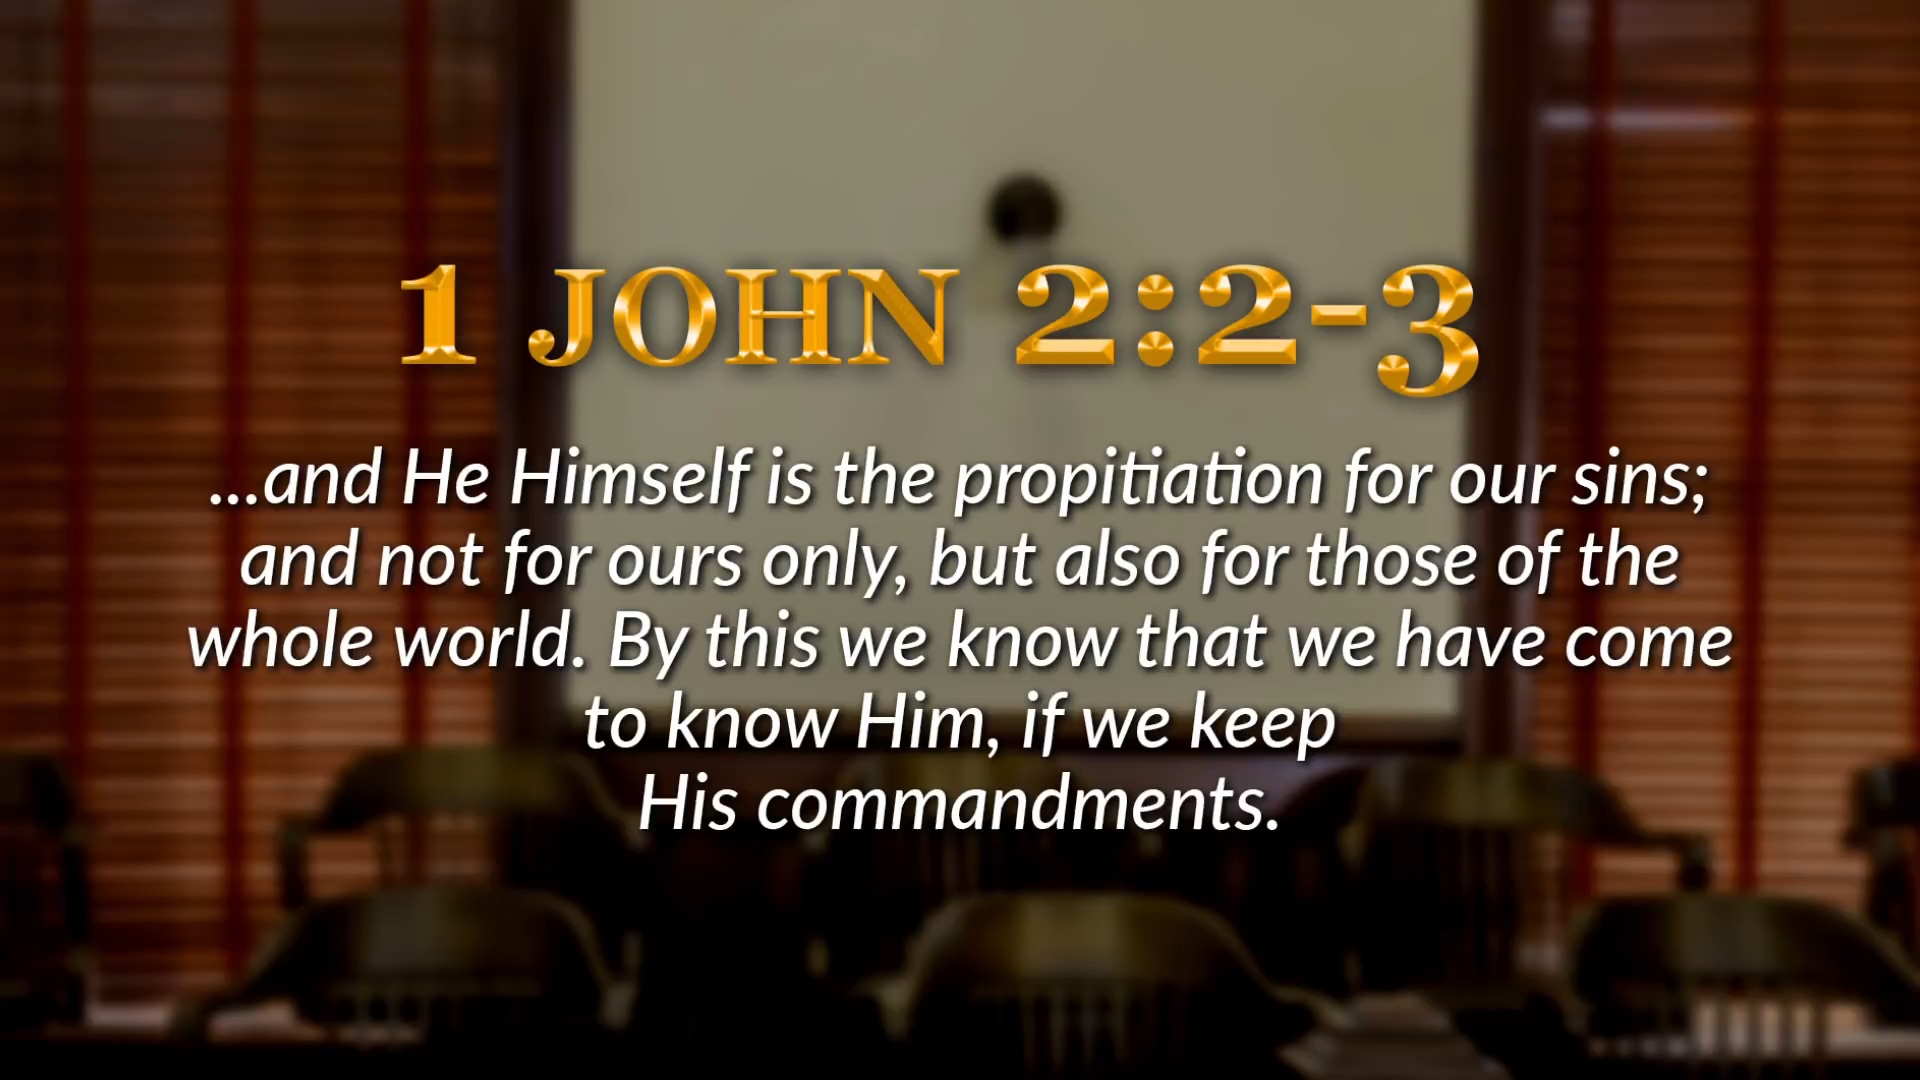 1 JOHN 2:2-3
...and He Himself is the propitiation for our sins;
and not for ours only, but also for those of the
whole world. By this we know that we have come
to know Him, if we keep
His commandments.